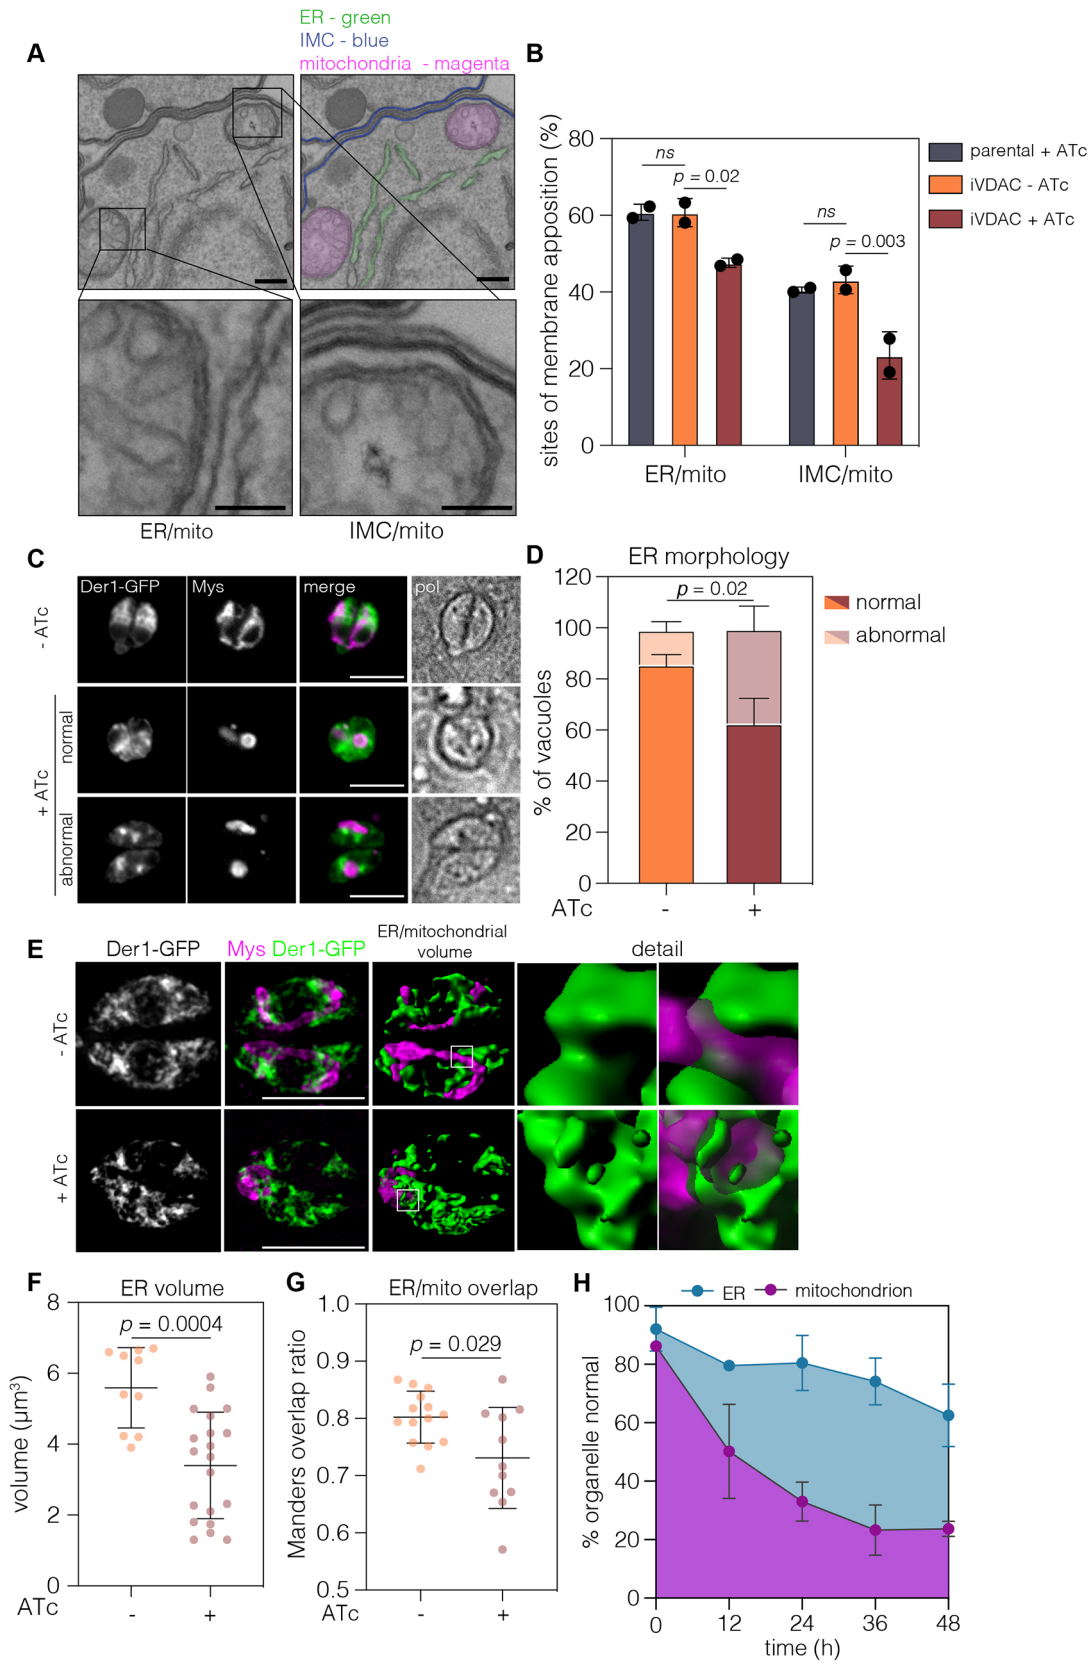 ER - green
IMC - blue
mitochondria - magenta
A
ER/mito
IMC/mito
B
sites of membrane apposition (%)
80
60
40
20
0
ns
p = 0.02
ns
p = 0.003
ER/mito
IMC/mito
parental + ATc
iVDAC - ATc
iVDAC + ATc
C
Der1-GFP
Mys
merge
pol
- ATc
+ ATc
normal
abnormal
D
ER morphology
% of vacuoles
120
100
80
60
40
20
0
p = 0.02
ATc
-
+
normal
abnormal
E
Der1-GFP
Mys Der1-GFP
ER/mitochondrial
volume
detail
- ATc
+ ATc
F
ER volume
volume (µm³)
8
6
4
2
0
p = 0.0004
ATc
-
+
G
ER/mito overlap
Manders overlap ratio
1.0
0.9
0.8
0.7
0.6
0.5
p = 0.029
ATc
-
+
H
ER
mitochondrion
% organelle normal
100
80
60
40
20
0
0
12
24
36
48
time (h)